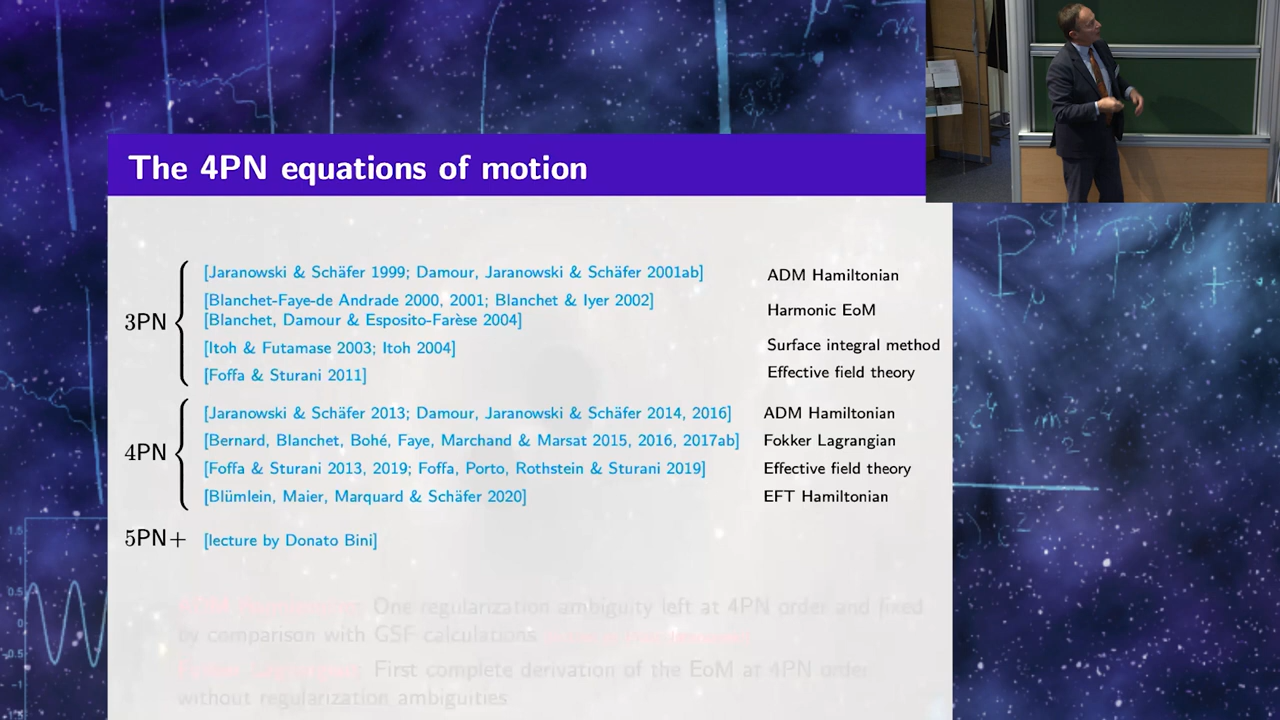 The 4PN equations of motion
3PN
[Jaranowski & Schäfer 1999; Damour, Jaranowski & Schäfer 2001ab] ADM Hamiltonian
[Blanchet-Faye-de Andrade 2000, 2001; Blanchet & Iyer 2002]
[Blanchet, Damour & Esposito-Farèse 2004] Harmonic EoM
[Itoh & Futamase 2003; Itoh 2004] Surface integral method
[Foffa & Sturani 2011] Effective field theory
4PN
[Jaranowski & Schäfer 2013; Damour, Jaranowski & Schäfer 2014, 2016] ADM Hamiltonian
[Bernard, Blanchet, Bohé, Faye, Marchand & Marsat 2015, 2016, 2017ab] Fokker Lagrangian
[Foffa & Sturani 2013, 2019; Foffa, Porto, Rothstein & Sturani 2019] Effective field theory
[Blümlein, Maier, Marquard & Schäfer 2020] EFT Hamiltonian
5PN+ [lecture by Donato Bini]
One regularization ambiguity left at 4PN order and fixed
by comparison with GSF calculations
First complete derivation of the EoM at 4PN order
without regularization ambiguities